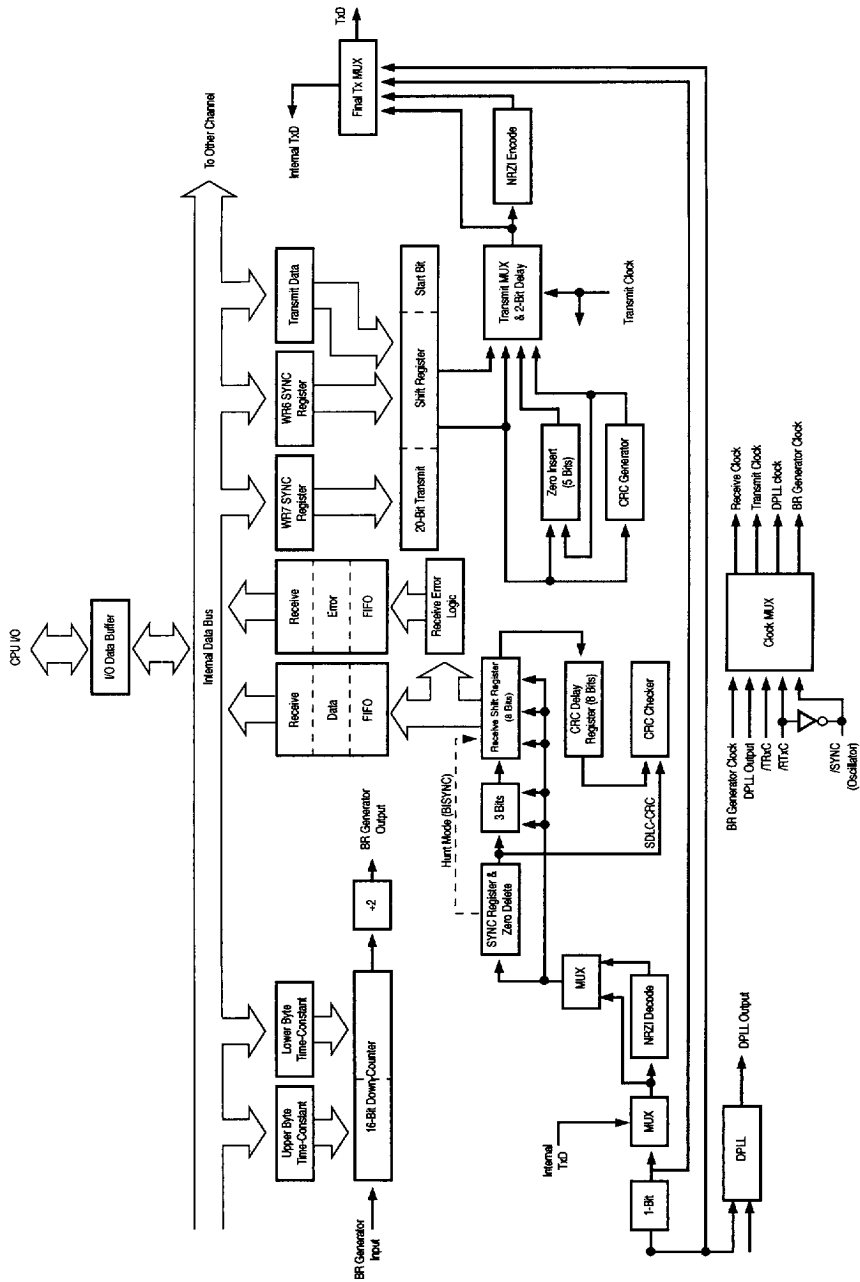 CPU I/O
I/O Data Buffer
Internal Data Bus
To Other Channel
Upper Byte
Time-Constant
Lower Byte
Time-Constant
16-Bit Down-Counter
BR Generator
Input
÷2
BR Generator
Output
Receive
Data
FIFO
Receive
Error
FIFO
Receive Error
Logic
WR7 SYNC
Register
WR6 SYNC
Register
Transmit Data
20-Bit Transmit
Shift Register
Start Bit
Internal TxD
TxD
Final Tx MUX
NRZI Encode
Transmit MUX
& 2-Bit Delay
Transmit Clock
Zero Insert
(5 Bits)
CRC Generator
Hunt Mode (BISYNC)
SYNC Register &
Zero Delete
3 Bits
Receive Shift Register
(8 Bits)
CRC Delay
Register (8 Bits)
CRC Checker
SDLC-CRC
Internal
TxD
1-Bit
MUX
NRZI Decode
MUX
DPLL
DPLL Output
BR Generator Clock
DPLL Output
/TRxC
/RTxC
/SYNC
(Oscillator)
Clock MUX
Receive Clock
Transmit Clock
DPLL clock
BR Generator Clock